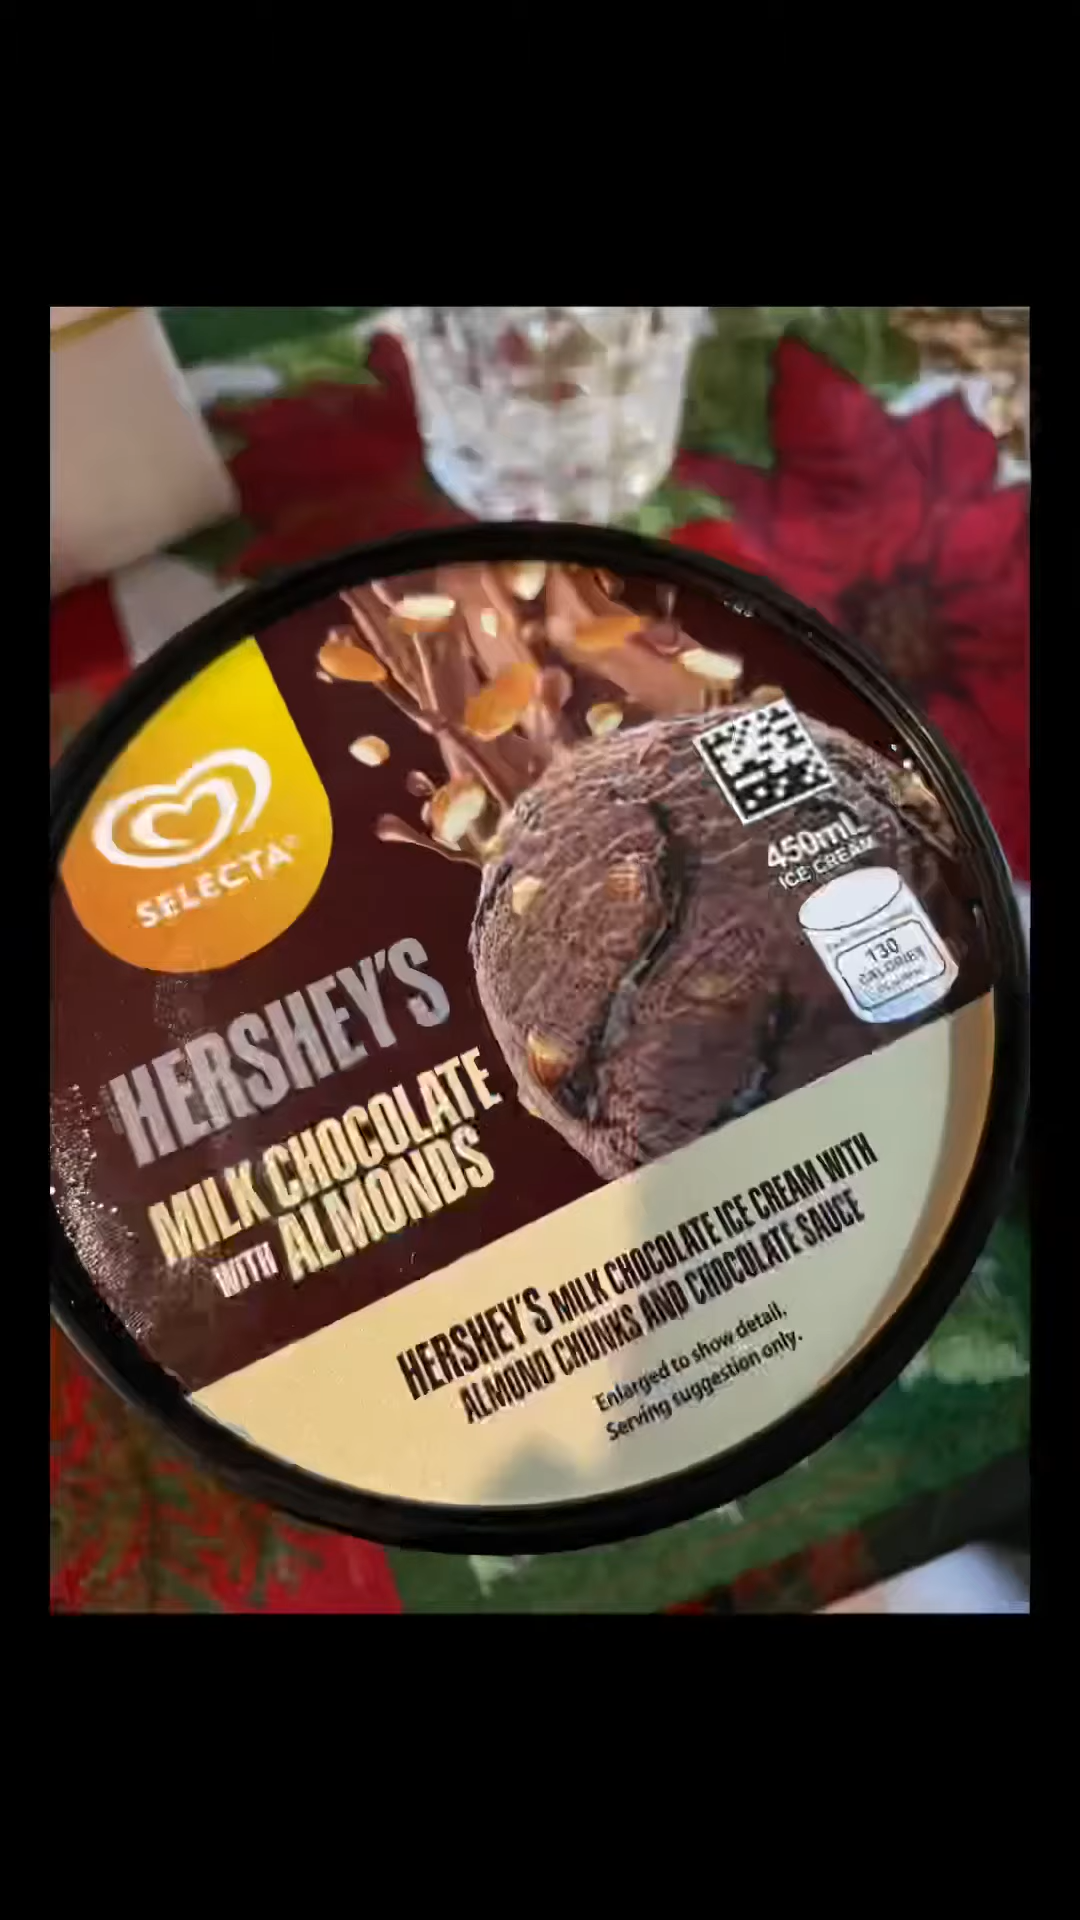 SELECTA
HERSHEY'S
MILK CHOCOLATE
WITH ALMONDS
450mL
ICE CREAM
130
CALORIES
HERSHEY'S MILK CHOCOLATE ICE CREAM WITH
ALMOND CHUNKS AND CHOCOLATE SAUCE
Enlarged to show detail.
Serving suggestion only.